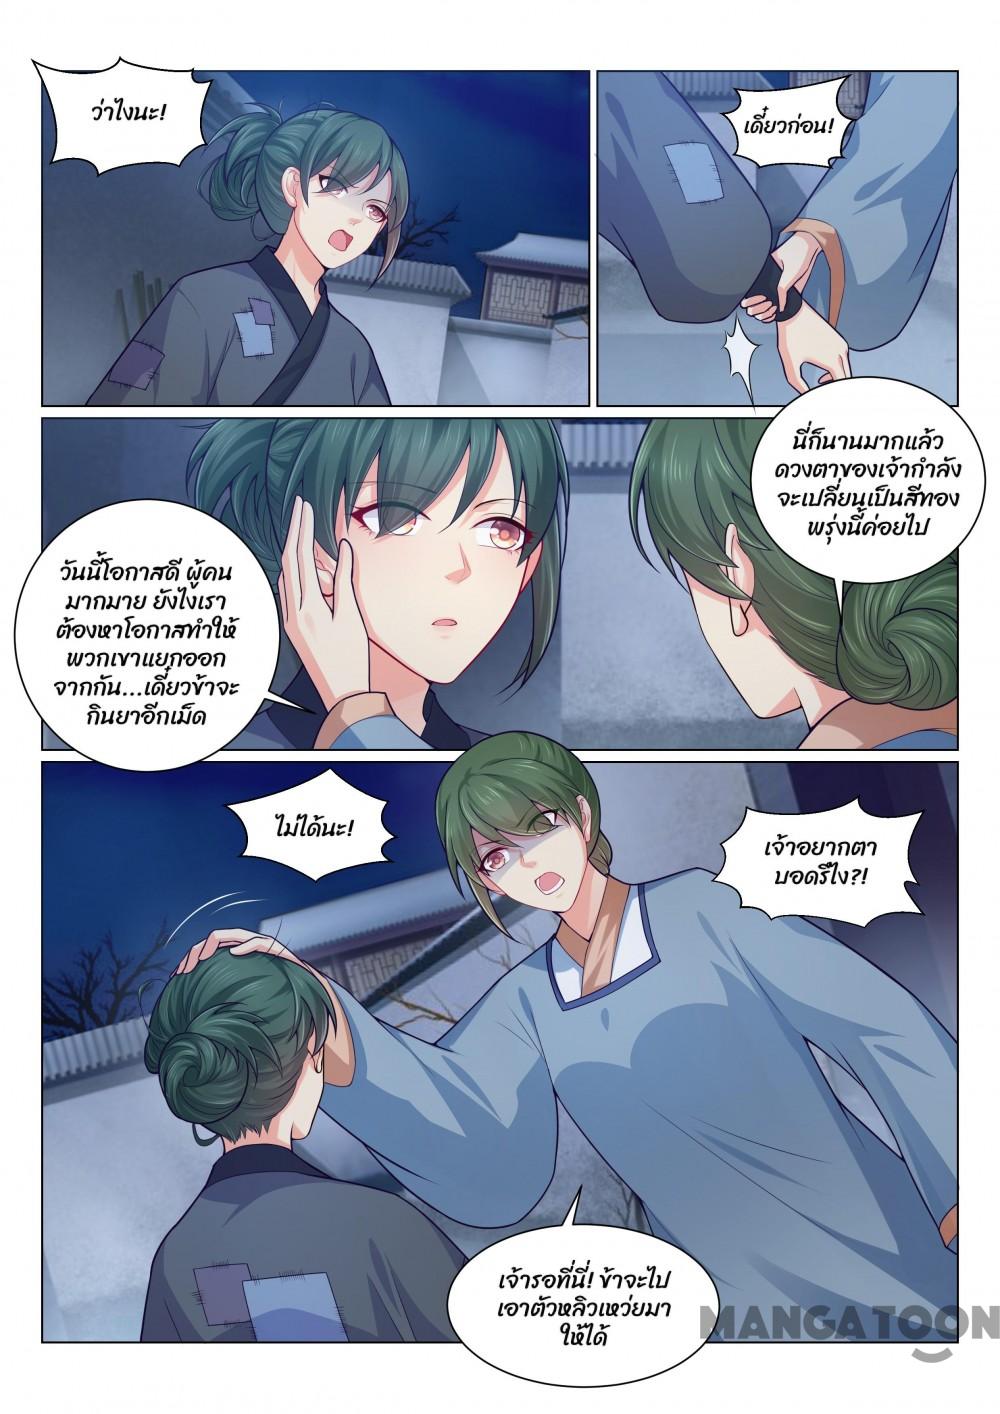 ว่าไงนะ!
เดี๋ยวก่อน!
นี่ก็นานมากแล้ว
ดวงตาของเจ้ากำลัง
จะเปลี่ยนเป็นสีทอง
พรุ่งนี้ค่อยไป
วันนี้โอกาสดี ผู้คน
มากมาย ยังไงเรา
ต้องหาโอกาสทำให้
พวกเขาแยกออก
จากกัน...เดี๋ยวข้าจะ
กินยาอีกเม็ด
ไม่ได้นะ!
เจ้าอยากตา
บอดรึไง?!
เจ้ารอที่นี่! ข้าจะไป
เอาตัวหลิวเหว่ยมา
ให้ได้
MANGATOON